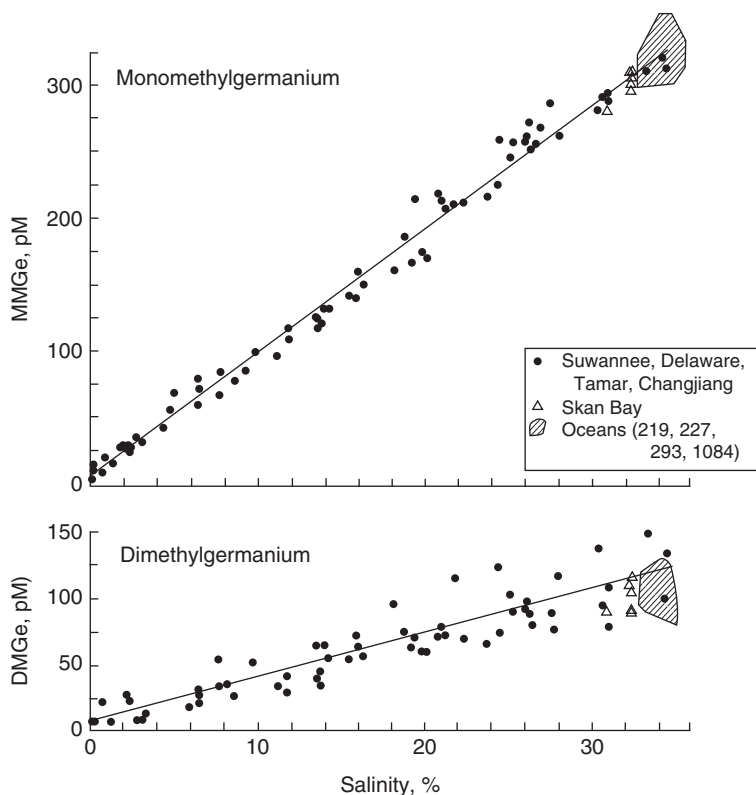 Monomethylgermanium
300
200
100
0
MMGe, pM
Suwannee, Delaware,
Tamar, Changjiang
Skan Bay
Oceans (219, 227,
293, 1084)
Dimethylgermanium
150
100
50
0
DMGe, pM)
0 10 20 30
Salinity, %